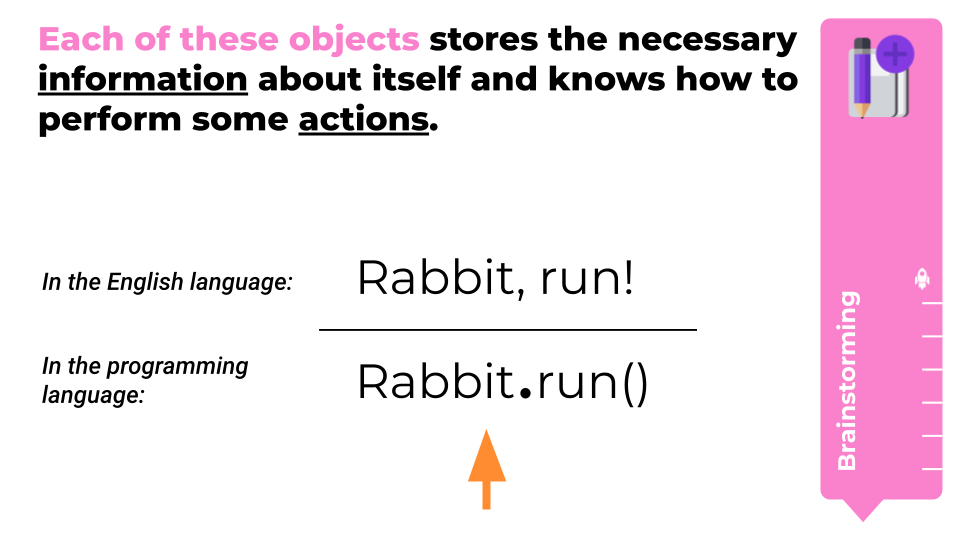 Each of these objects stores the necessary
information about itself and knows how to
perform some actions.
In the English language:
Rabbit, run!
In the programming
language:
Rabbit.run()
Brainstorming